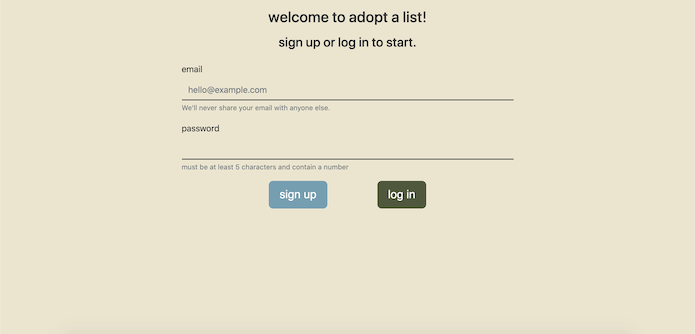 welcome to adopt a list!
sign up or log in to start.
email
hello@example.com
We'll never share your email with anyone else.
password
must be at least 5 characters and contain a number
sign up
log in